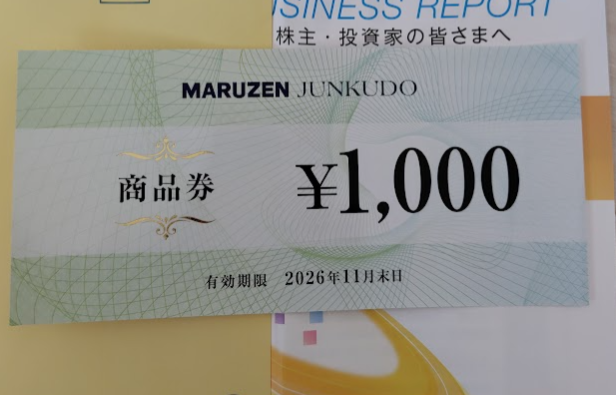 BUSINESS REPORT
株主・投資家の皆さまへ
MARUZEN JUNKUDO
商品券
¥1,000
有効期限 2026年11月末日